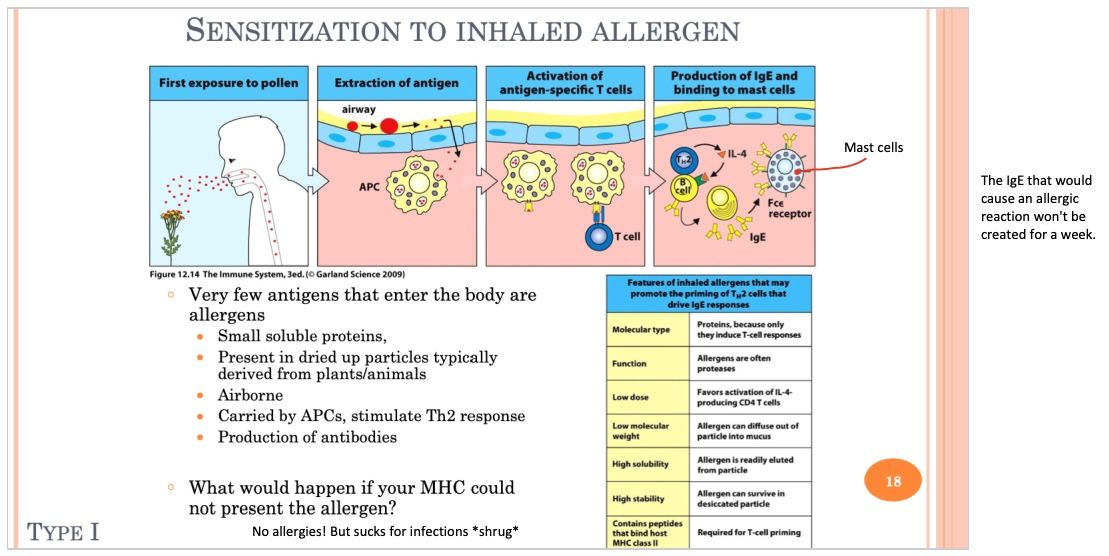 SENSITIZATION TO INHALED ALLERGEN
First exposure to pollen
Extraction of antigen
Activation of
antigen-specific T cells
Production of IgE and
binding to mast cells
airway
APC
T cell
TH2
IL-4
B
cell
Fcε
receptor
IgE
Mast cells
The IgE that would
cause an allergic
reaction won't be
created for a week.
Figure 12.14 The Immune System, 3ed. (© Garland Science 2009)
Very few antigens that enter the body are
allergens
Small soluble proteins,
Present in dried up particles typically
derived from plants/animals
Airborne
Carried by APCs, stimulate Th2 response
Production of antibodies
What would happen if your MHC could
not present the allergen?
No allergies! But sucks for infections *shrug*
Features of inhaled allergens that may
promote the priming of TH2 cells that
drive IgE responses
Molecular type
Proteins, because only
they induce T-cell responses
Function
Allergens are often
proteases
Low dose
Favors activation of IL-4-
producing CD4 T cells
Low molecular
weight
Allergen can diffuse out of
particle into mucus
High solubility
Allergen is readily eluted
from particle
High stability
Allergen can survive in
desiccated particle
Contains peptides
that bind host
MHC class II
Required for T-cell priming
18
TYPE I